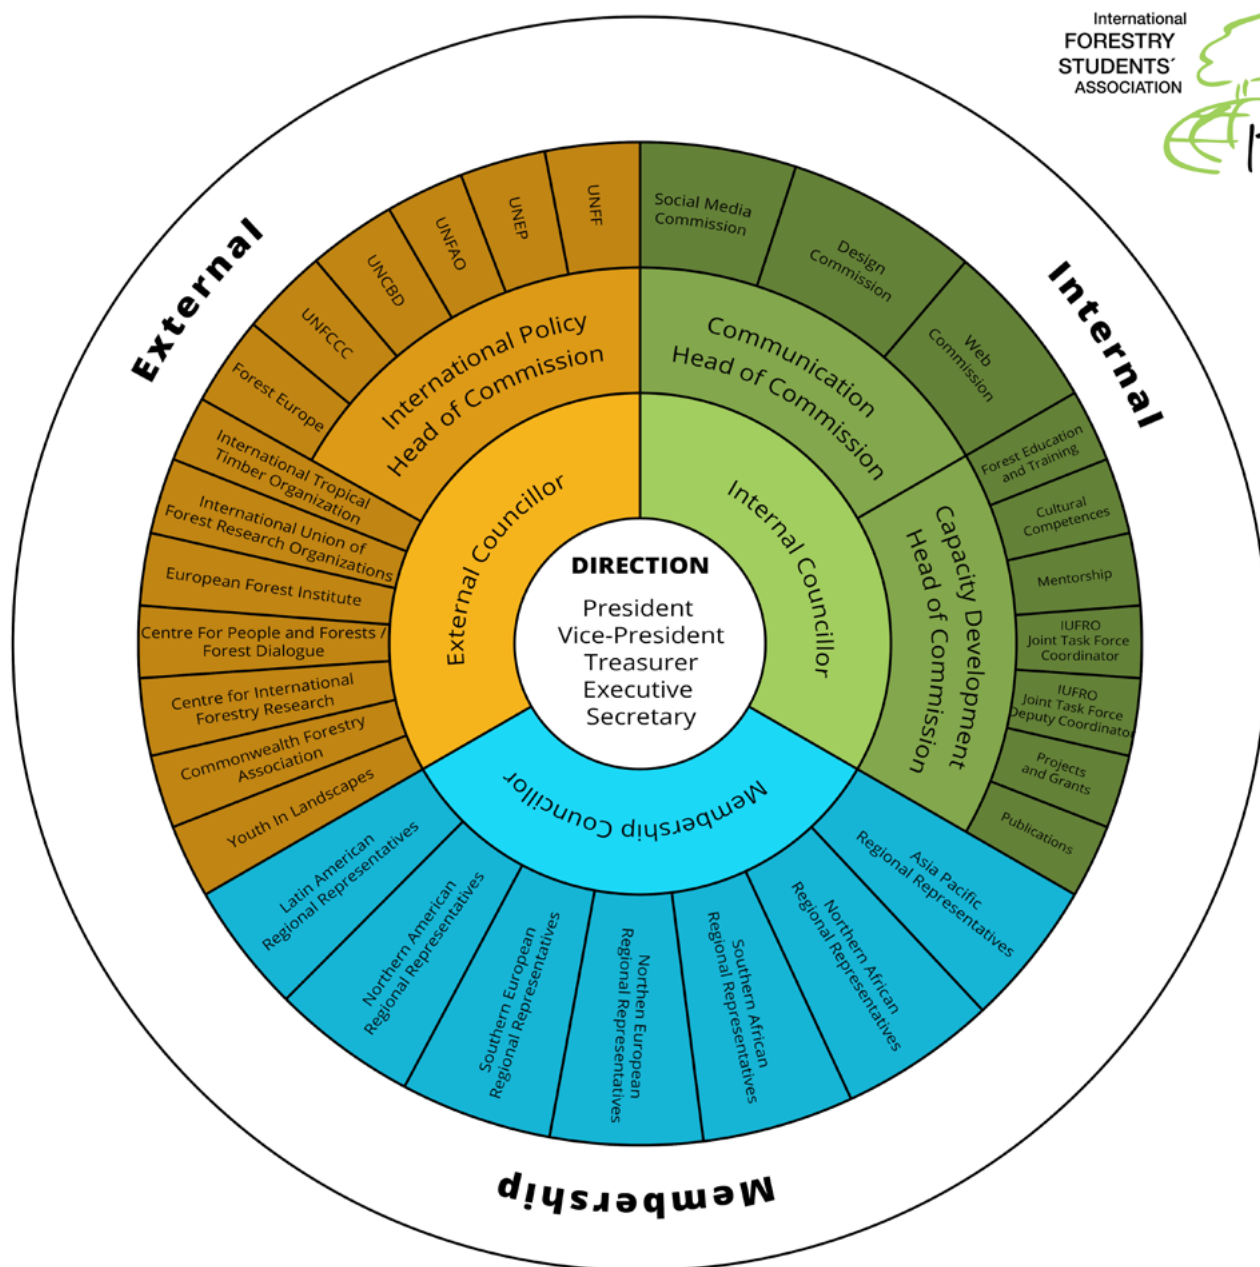 International
FORESTRY
STUDENTS´
ASSOCIATION
External
Internal
Membership
DIRECTION
President
Vice-President
Treasurer
Executive
Secretary
External Councillor
Internal Councillor
Membership Councillor
International Policy
Head of Commission
UNFF
UNEP
UNFAO
UNCBD
UNFCCC
Forest Europe
International Tropical
Timber Organization
International Union of
Forest Research Organizations
European Forest Institute
Centre For People and Forests /
Forest Dialogue
Centre for International
Forestry Research
Commonwealth Forestry
Association
Youth In Landscapes
Communication
Head of Commission
Social Media
Commission
Design
Commission
Web
Commission
Capacity Development
Head of Commission
Forest Education
and Training
Cultural
Competences
Mentorship
IUFRO
Joint Task Force
Coordinator
IUFRO
Joint Task Force
Deputy Coordinator
Projects
and Grants
Publications
Asia Pacific
Regional Representatives
Northern African
Regional Representatives
Southern African
Regional Representatives
Northen European
Regional Representatives
Southern European
Regional Representatives
Northern American
Regional Representatives
Latin American
Regional Representatives